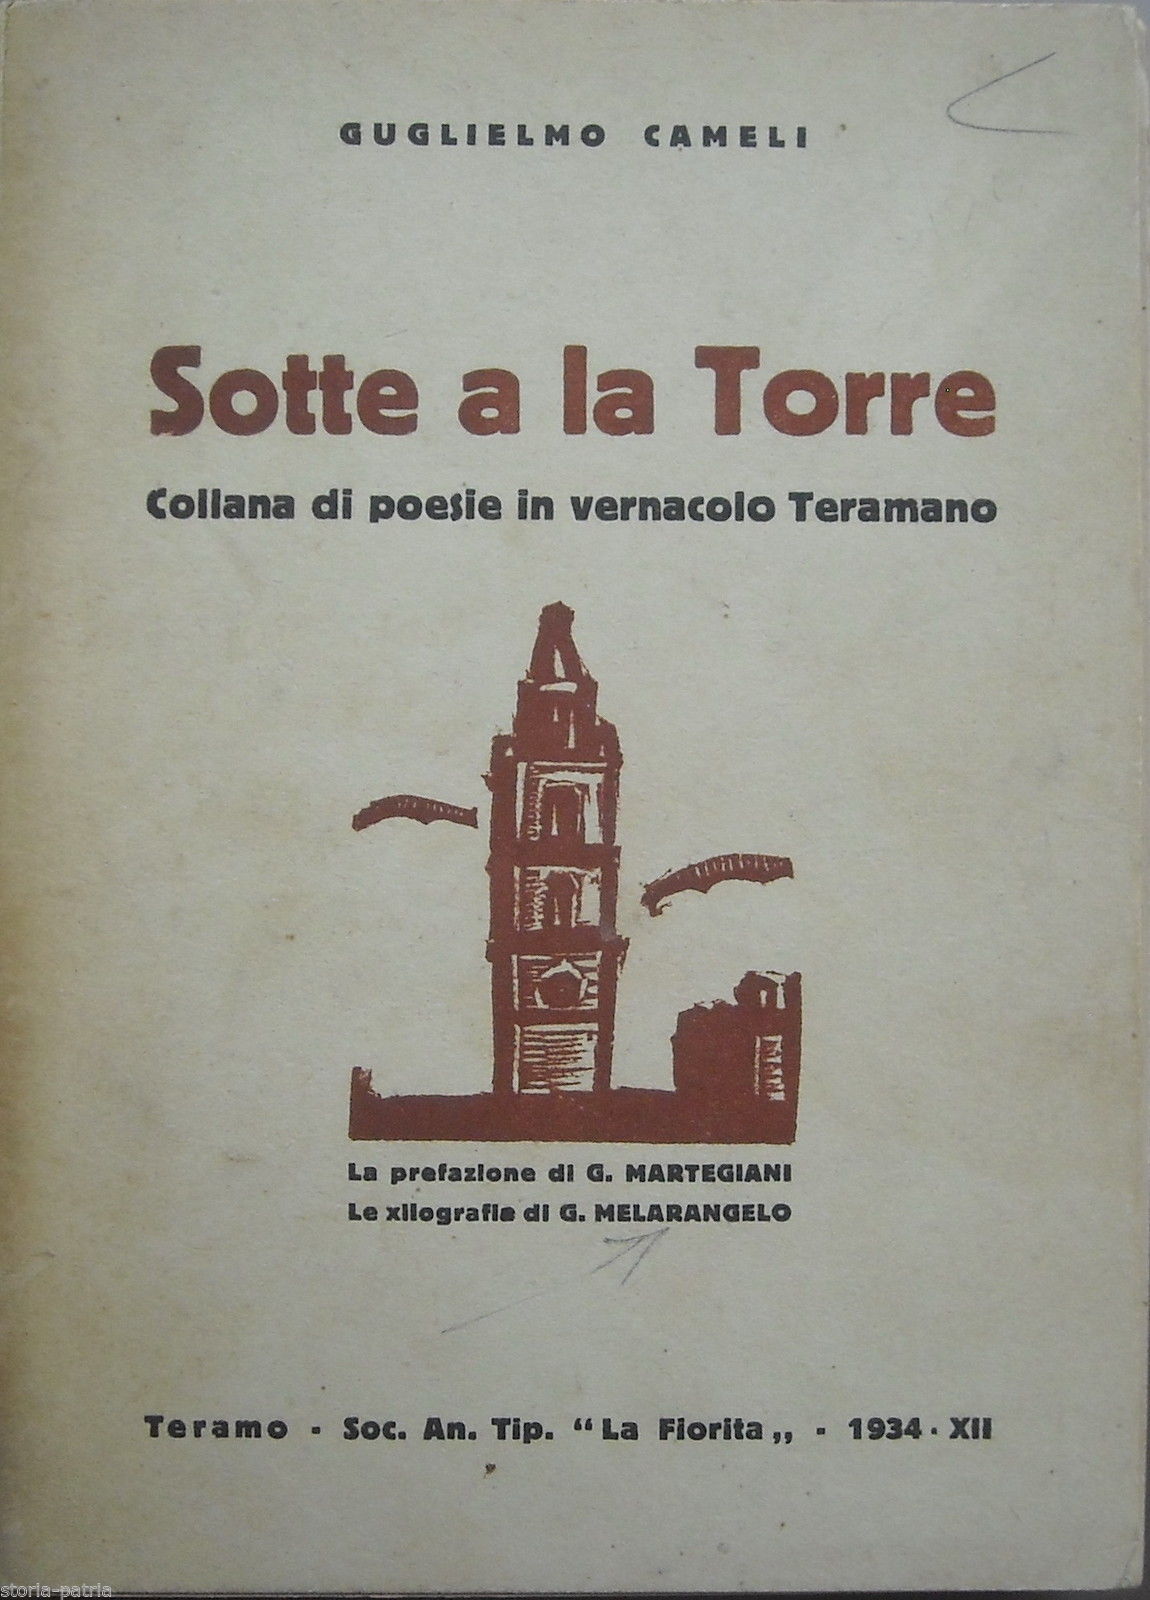 GUGLIELMO CAMELI
Sotte a la Torre
Collana di poesie in vernacolo Teramano
La prefazione di G. MARTEGIANI
Le xilografie di G. MELARANGELO
Teramo - Soc. An. Tip. “La Fiorita„ - 1934 · XII
storia-patria